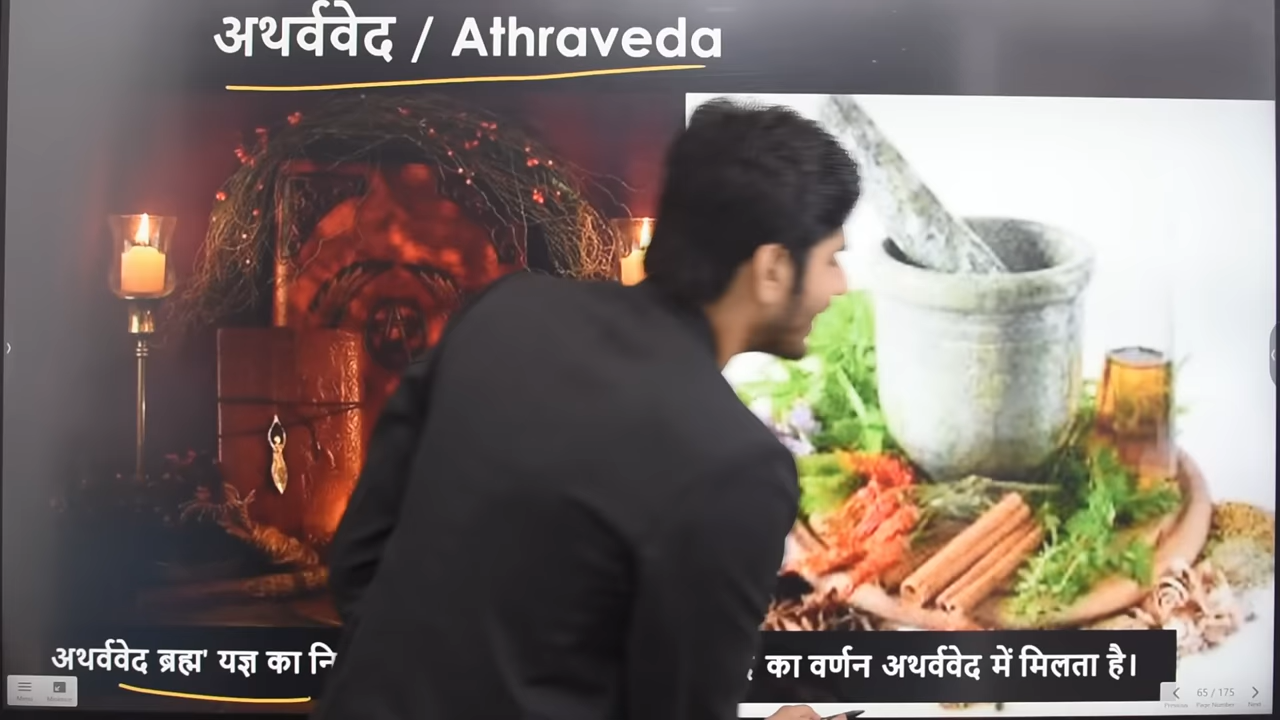 अथर्ववेद / Athraveda
अथर्ववेद ब्रह्म' यज्ञ का
का वर्णन अथर्ववेद में मिलता है।
65 / 175